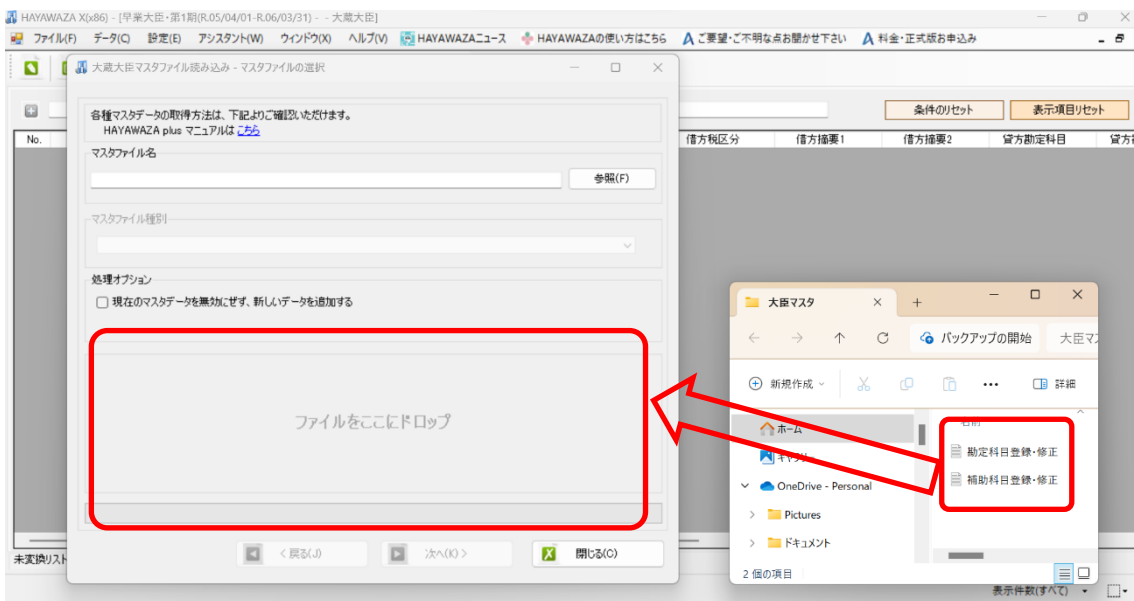 HAYAWAZA X(x86) - [早業大臣・第1期(R.05/04/01-R.06/03/31) - - 大蔵大臣]
ファイル(F) データ(C) 設定(E) アシスタント(W) ウィンドウ(X) ヘルプ(V) HAYAWAZAニュース HAYAWAZAの使い方はこちら ご要望・ご不明な点お聞かせ下さい 料金・正式版お申込み
大蔵大臣マスタファイル読み込み - マスタファイルの選択
条件のリセット 表示項目リセット
No. 借方税区分 借方摘要1 借方摘要2 貸方勘定科目 貸方
各種マスタデータの取得方法は、下記よりご確認いただけます。
HAYAWAZA plus マニュアルは こちら
マスタファイル名
参照(F)
マスタファイル種別
処理オプション
現在のマスタデータを無効にぜず、新しいデータを追加する
ファイルをここにドロップ
< 戻る(J) 次へ(K) > 閉じる(C)
大臣マスタ
バックアップの開始 大臣マス
新規作成 詳細
ホーム
名前
ギャラリー
勘定科目登録・修正
補助科目登録・修正
OneDrive - Personal
Pictures
ドキュメント
2 個の項目
未変換リスト
表示件数(すべて)